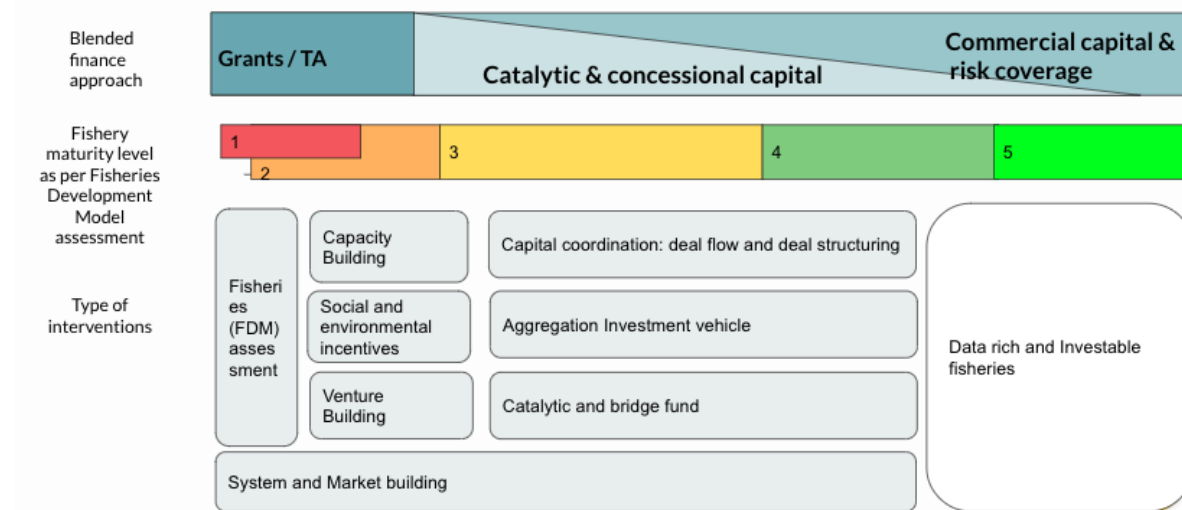 Blended
finance
approach
Grants / TA
Catalytic & concessional capital
Commercial capital &
risk coverage
Fishery
maturity level
as per Fisheries
Development
Model
assessment
1
2
3
4
5
Type of
interventions
Fisheri
es
(FDM)
asses
sment
Capacity
Building
Social and
environmental
incentives
Venture
Building
Capital coordination: deal flow and deal structuring
Aggregation Investment vehicle
Catalytic and bridge fund
Data rich and Investable
fisheries
System and Market building